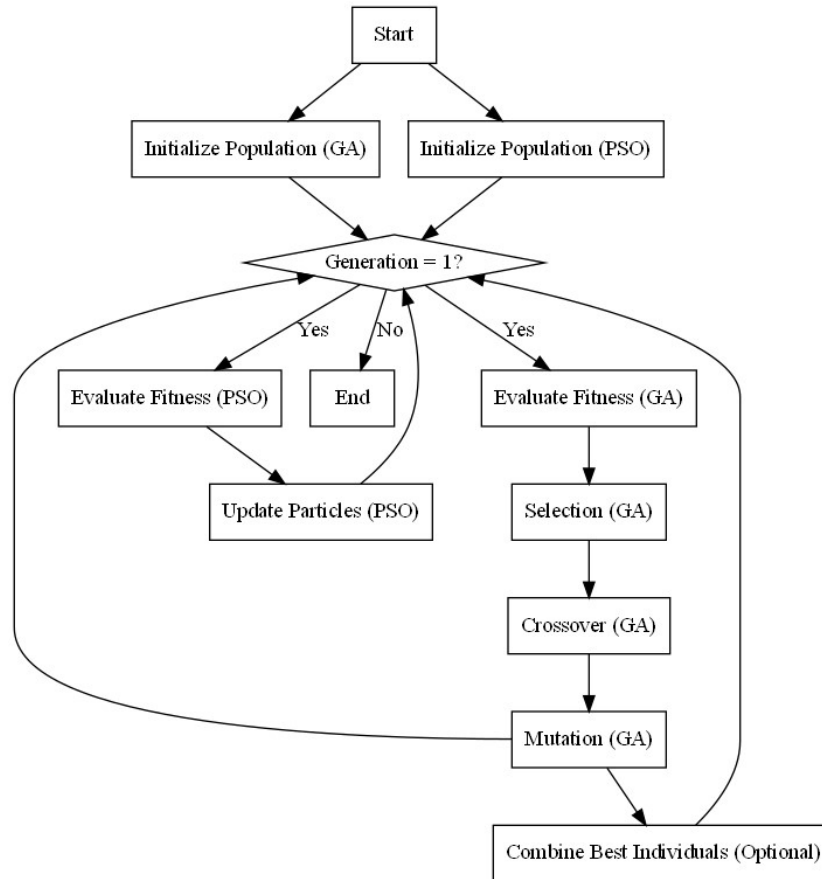 Start
Initialize Population (GA)
Initialize Population (PSO)
Generation = 1?
Yes
No
Yes
Evaluate Fitness (PSO)
End
Evaluate Fitness (GA)
Update Particles (PSO)
Selection (GA)
Crossover (GA)
Mutation (GA)
Combine Best Individuals (Optional)